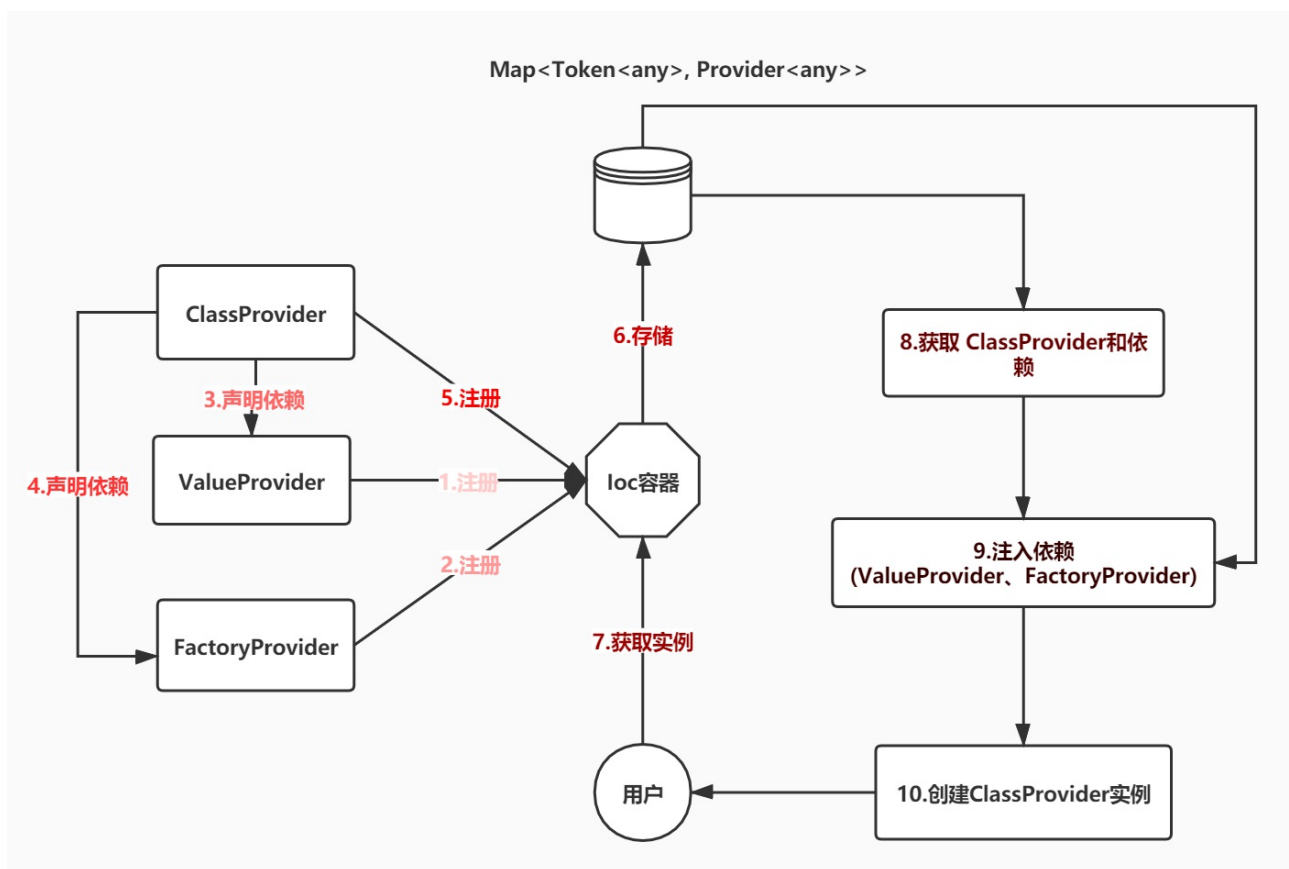 Map<Token<any>, Provider<any>>
ClassProvider
6.存储
8.获取 ClassProvider和依
赖
3.声明依赖
5.注册
4.声明依赖
ValueProvider
1.注册
Ioc容器
9.注入依赖
(ValueProvider、FactoryProvider)
2.注册
FactoryProvider
7.获取实例
用户
10.创建ClassProvider实例